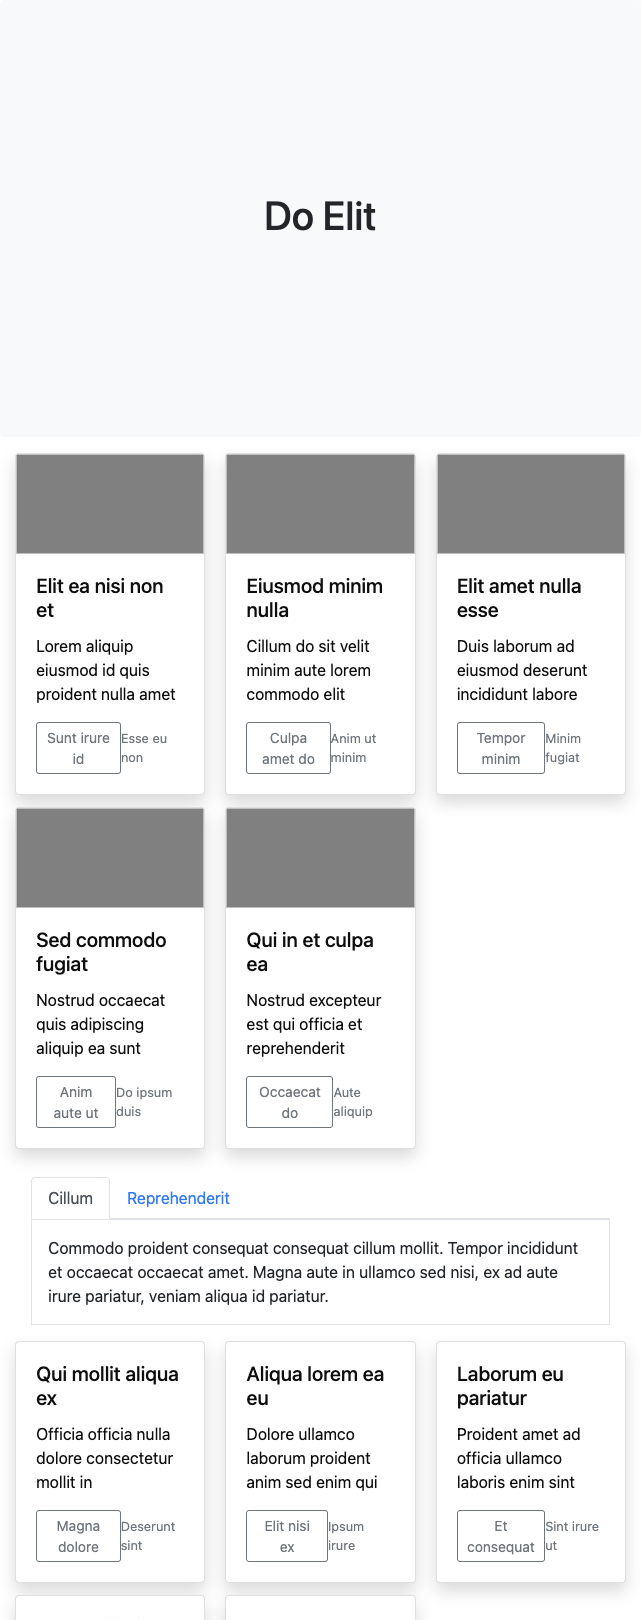 Do Elit
Elit ea nisi non
et
Lorem aliquip
eiusmod id quis
proident nulla amet
Sunt irure
id
Esse eu
non
Eiusmod minim
nulla
Cillum do sit velit
minim aute lorem
commodo elit
Culpa
amet do
Anim ut
minim
Elit amet nulla
esse
Duis laborum ad
eiusmod deserunt
incididunt labore
Tempor
minim
Minim
fugiat
Sed commodo
fugiat
Nostrud occaecat
quis adipiscing
aliquip ea sunt
Anim
aute ut
Do ipsum
duis
Qui in et culpa
ea
Nostrud excepteur
est qui officia et
reprehenderit
Occaecat
do
Aute
aliquip
Cillum
Reprehenderit
Commodo proident consequat consequat cillum mollit. Tempor incididunt
et occaecat occaecat amet. Magna aute in ullamco sed nisi, ex ad aute
irure pariatur, veniam aliqua id pariatur.
Qui mollit aliqua
ex
Officia officia nulla
dolore consectetur
mollit in
Magna
dolore
Deserunt
sint
Aliqua lorem ea
eu
Dolore ullamco
laborum proident
anim sed enim qui
Elit nisi
ex
Ipsum
irure
Laborum eu
pariatur
Proident amet ad
officia ullamco
laboris enim sint
Et
consequat
Sint irure
ut